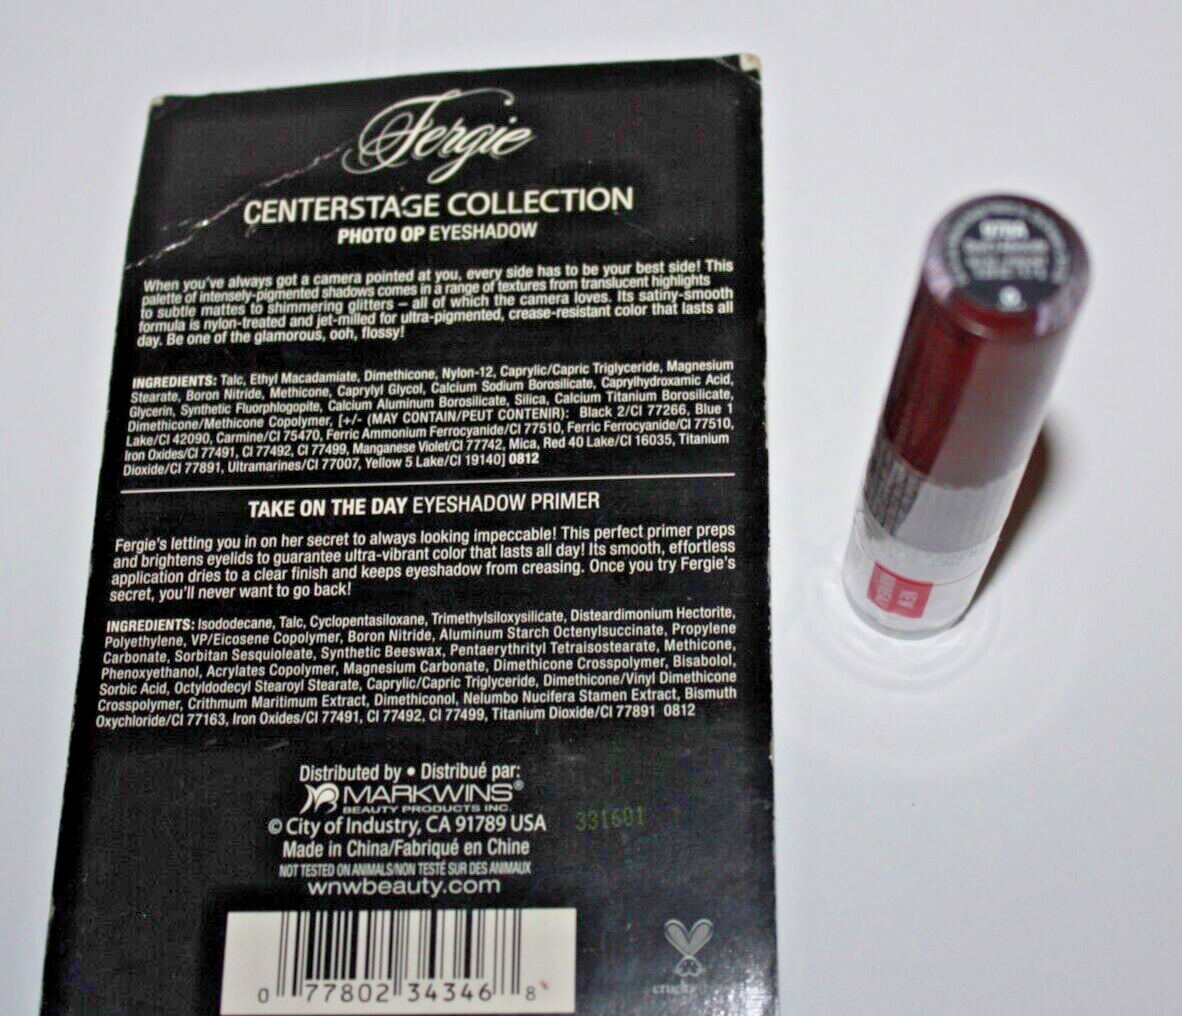 Fergie
CENTERSTAGE COLLECTION
PHOTO OP EYESHADOW
When you've always got a camera pointed at you, every side has to be your best side! This
palette of intensely-pigmented shadows comes in a range of textures from translucent highlights
to subtle mattes to shimmering glitters – all of which the camera loves. Its satiny-smooth
formula is nylon-treated and jet-milled for ultra-pigmented, crease-resistant color that lasts all
day. Be one of the glamorous, ooh, flossy!
INGREDIENTS: Talc, Ethyl Macadamiate, Dimethicone, Nylon-12, Caprylic/Capric Triglyceride, Magnesium
Stearate, Boron Nitride, Methicone, Caprylyl Glycol, Calcium Sodium Borosilicate, Caprylhydroxamic Acid,
Glycerin, Synthetic Fluorphlogopite, Calcium Aluminum Borosilicate, Silica, Calcium Titanium Borosilicate,
Dimethicone/Methicone Copolymer, [+/- (MAY CONTAIN/PEUT CONTENIR): Black 2/CI 77266, Blue 1
Lake/CI 42090, Carmine/CI 75470, Ferric Ammonium Ferrocyanide/CI 77510, Ferric Ferrocyanide/CI 77510,
Iron Oxides/CI 77491, CI 77492, CI 77499, Manganese Violet/CI 77742, Mica, Red 40 Lake/CI 16035, Titanium
Dioxide/CI 77891, Ultramarines/CI 77007, Yellow 5 Lake/CI 19140] 0812
TAKE ON THE DAY EYESHADOW PRIMER
Fergie's letting you in on her secret to always looking impeccable! This perfect primer preps
and brightens eyelids to guarantee ultra-vibrant color that lasts all day! Its smooth, effortless
application dries to a clear finish and keeps eyeshadow from creasing. Once you try Fergie's
secret, you'll never want to go back!
INGREDIENTS: Isododecane, Talc, Cyclopentasiloxane, Trimethylsiloxysilicate, Disteardimonium Hectorite,
Polyethylene, VP/Eicosene Copolymer, Boron Nitride, Aluminum Starch Octenylsuccinate, Propylene
Carbonate, Sorbitan Sesquioleate, Synthetic Beeswax, Pentaerythrityl Tetraisostearate, Methicone,
Phenoxyethanol, Acrylates Copolymer, Magnesium Carbonate, Dimethicone Crosspolymer, Bisabolol,
Sorbic Acid, Octyldodecyl Stearoyl Stearate, Caprylic/Capric Triglyceride, Dimethicone/Vinyl Dimethicone
Crosspolymer, Crithmum Maritimum Extract, Dimethiconol, Nelumbo Nucifera Stamen Extract, Bismuth
Oxychloride/CI 77163, Iron Oxides/CI 77491, CI 77492, CI 77499, Titanium Dioxide/CI 77891 0812
Distributed by • Distribué par:
MARKWINS®
BEAUTY PRODUCTS INC.
© City of Industry, CA 91789 USA
331601
Made in China/Fabriqué en Chine
NOT TESTED ON ANIMALS/NON TESTÉ SUR DES ANIMAUX
wnwbeauty.com
0 77802 34346 8
NEW